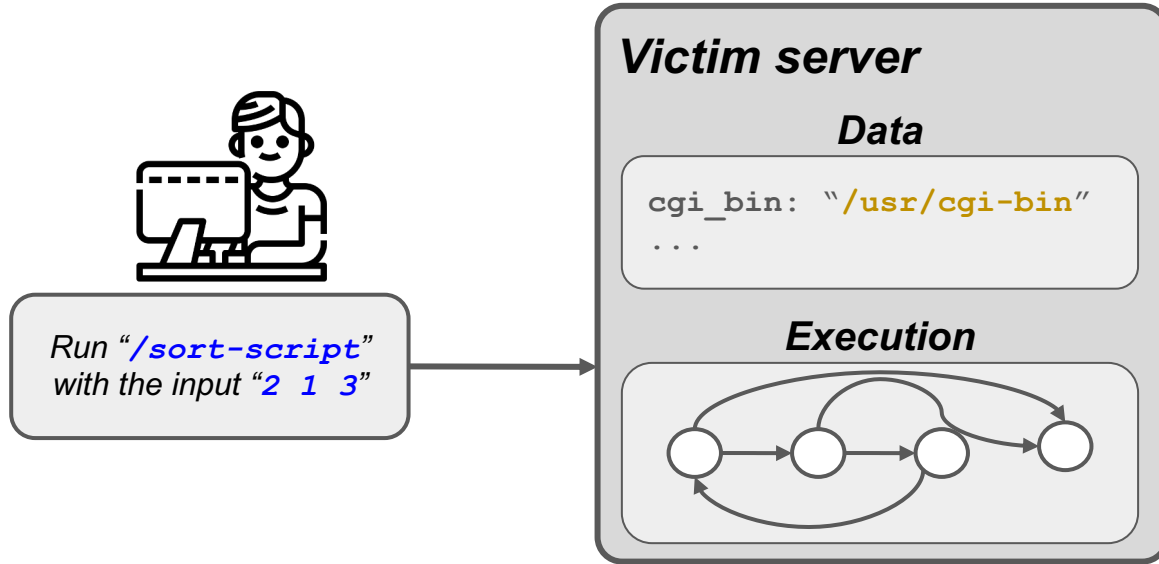 Victim server
Data
cgi_bin: “/usr/cgi-bin”
...
Run “/sort-script”
with the input “2 1 3”
Execution